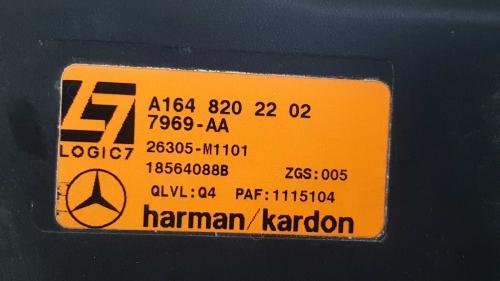 A164 820 22 02
7969-AA
LOGIC7
26305-M1101
18564088B ZGS:005
QLVL:Q4 PAF:1115104
harman/kardon